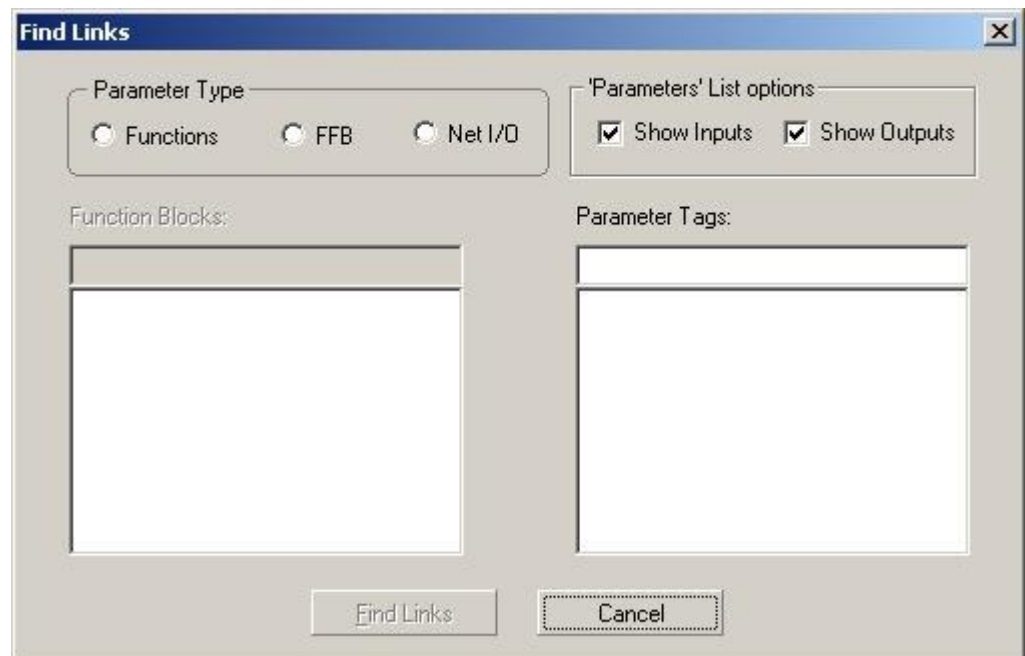 Find Links
Parameter Type
Functions
FFB
Net I/O
'Parameters' List options
Show Inputs
Show Outputs
Function Blocks:
Parameter Tags:
Find Links
Cancel